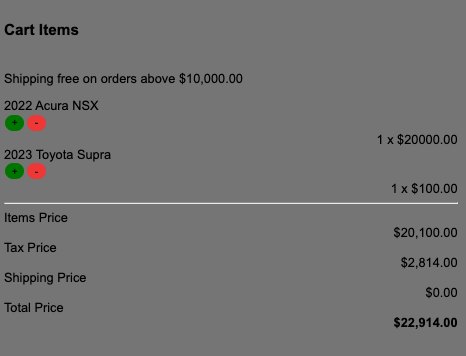 Cart Items
Shipping free on orders above $10,000.00
2022 Acura NSX
+ -
1 x $20000.00
2023 Toyota Supra
+ -
1 x $100.00
Items Price
$20,100.00
Tax Price
$2,814.00
Shipping Price
$0.00
Total Price
$22,914.00